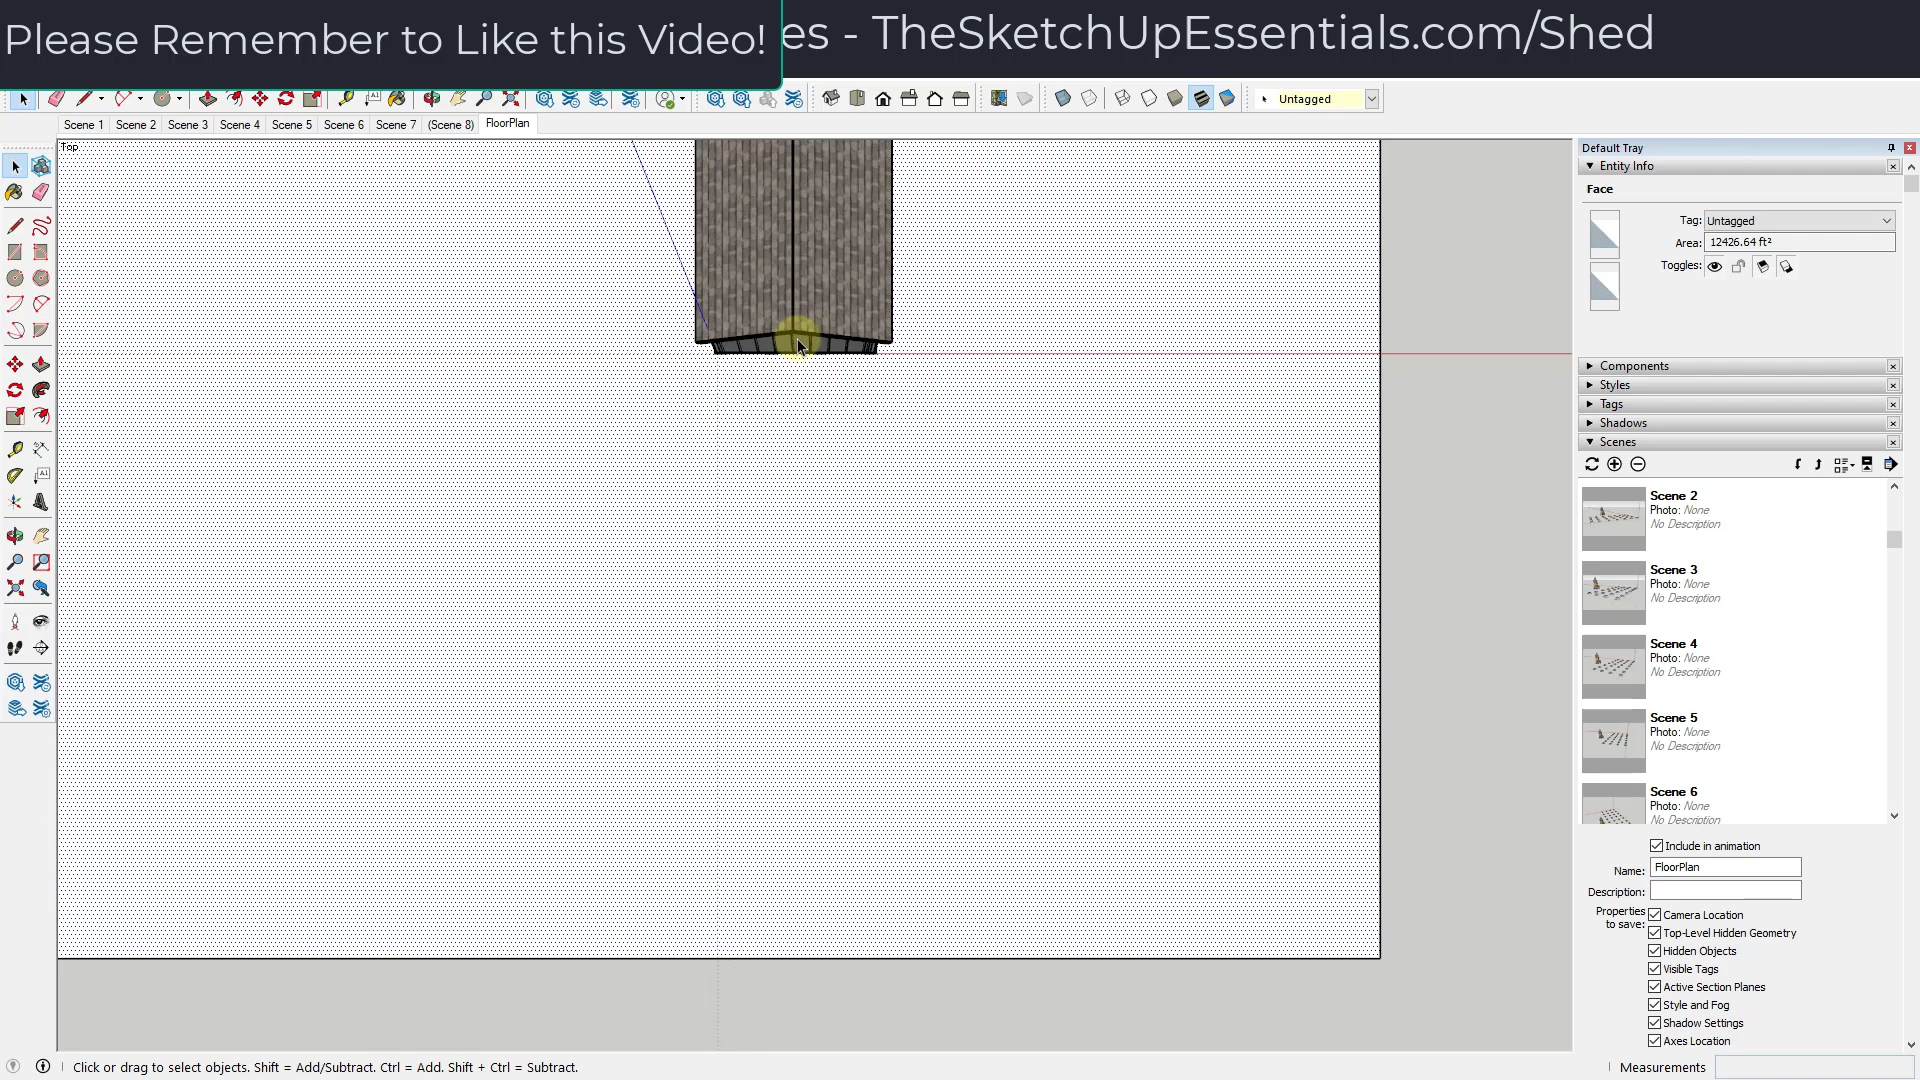 Please Remember to Like this Video!
es - TheSketchUpEssentials.com/Shed
Untagged
Scene 1
Scene 2
Scene 3
Scene 4
Scene 5
Scene 6
Scene 7
(Scene 8)
FloorPlan
Top
Default Tray
Entity Info
Face
Tag: Untagged
Area: 12426.64 ft²
Toggles:
Components
Styles
Tags
Shadows
Scenes
Scene 2
Photo: None
No Description
Scene 3
Photo: None
No Description
Scene 4
Photo: None
No Description
Scene 5
Photo: None
No Description
Scene 6
Photo: None
No Description
Include in animation
Name: FloorPlan
Description:
Properties
to save:
Camera Location
Top-Level Hidden Geometry
Hidden Objects
Visible Tags
Active Section Planes
Style and Fog
Shadow Settings
Axes Location
Click or drag to select objects. Shift = Add/Subtract. Ctrl = Add. Shift + Ctrl = Subtract.
Measurements